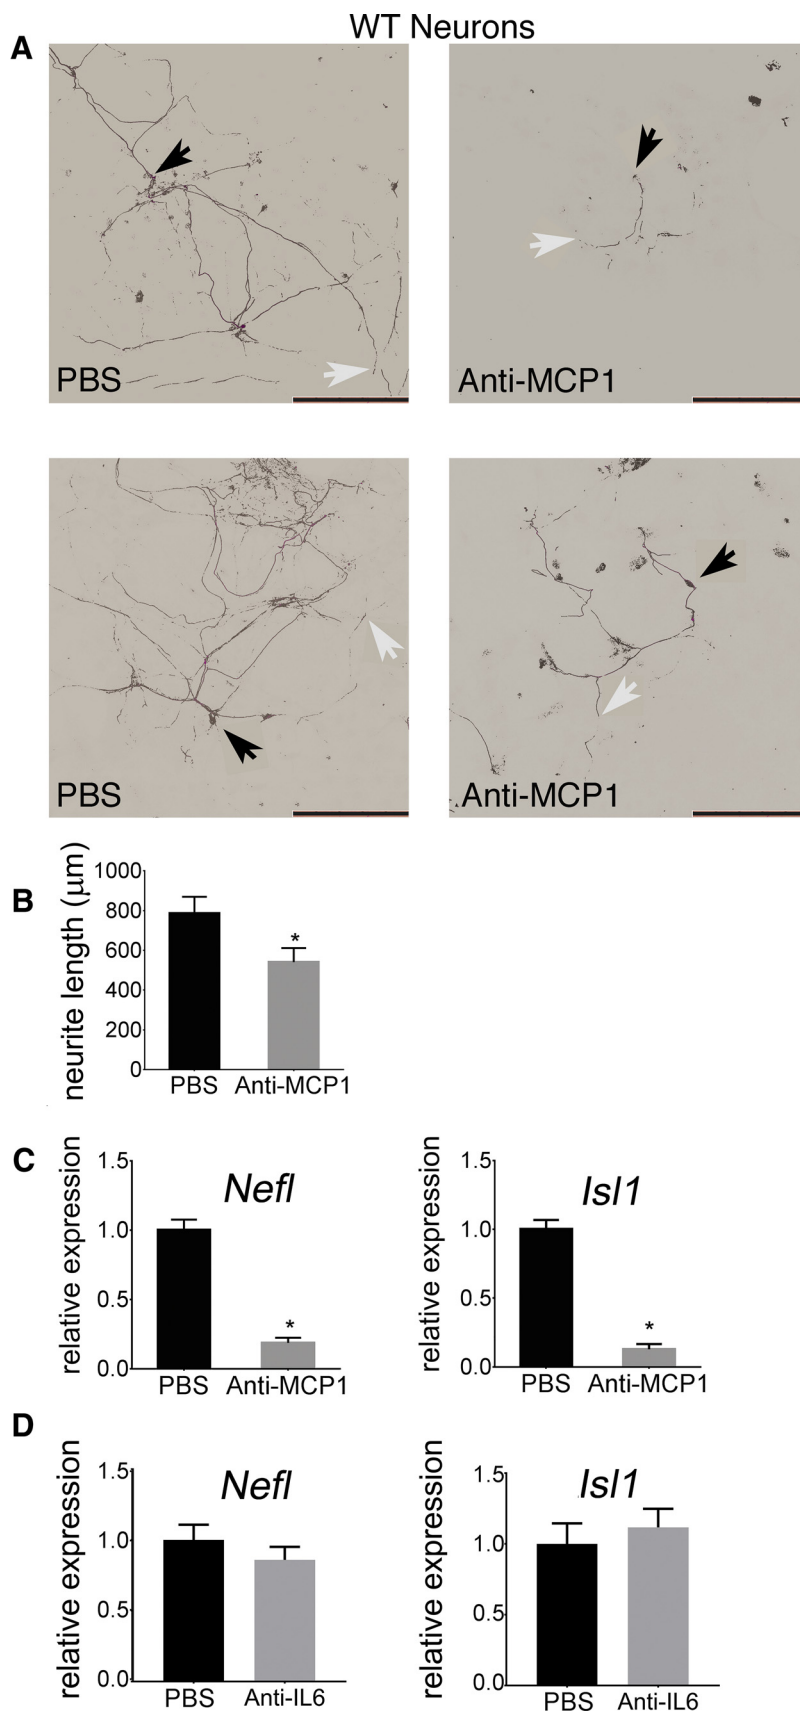 WT Neurons
A
PBS
Anti-MCP1
PBS
Anti-MCP1
B
neurite length (μm)
1000
800
600
400
200
0
PBS
Anti-MCP1
*
C
relative expression
1.5
1.0
0.5
0.0
Nefl
*
PBS
Anti-MCP1
relative expression
1.5
1.0
0.5
0.0
Isl1
*
PBS
Anti-MCP1
D
relative expression
1.5
1.0
0.5
0.0
Nefl
PBS
Anti-IL6
relative expression
1.5
1.0
0.5
0.0
Isl1
PBS
Anti-IL6